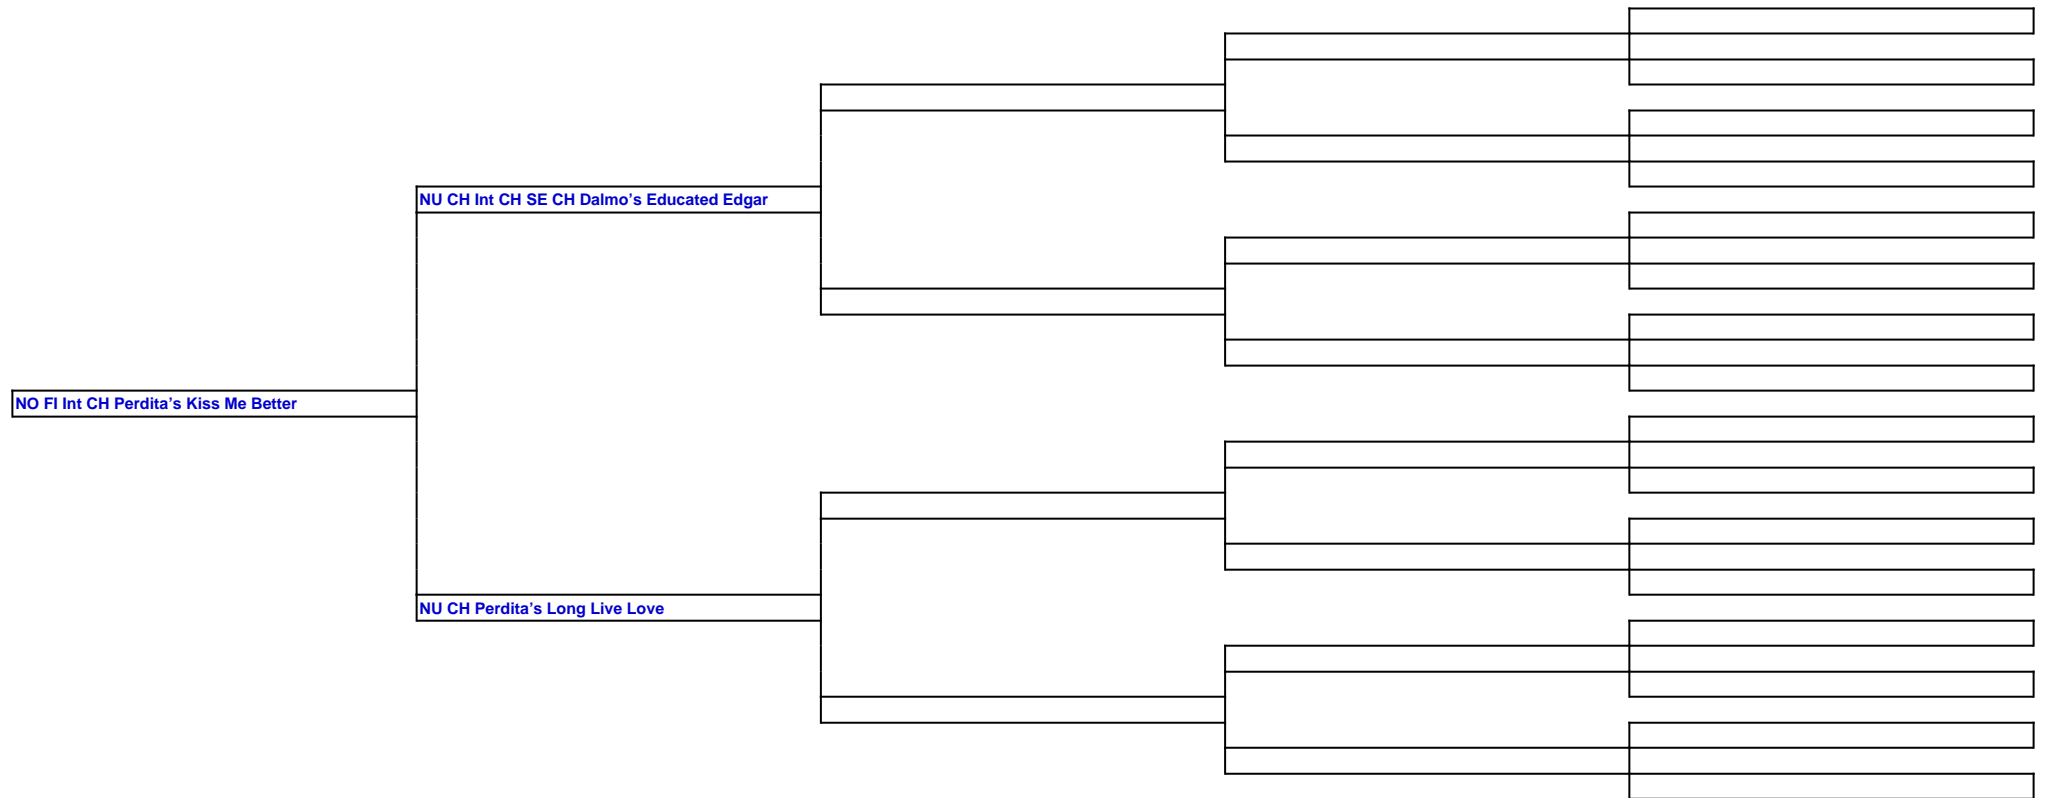 NU CH Int CH SE CH Dalmo’s Educated Edgar
NO FI Int CH Perdita’s Kiss Me Better
NU CH Perdita’s Long Live Love